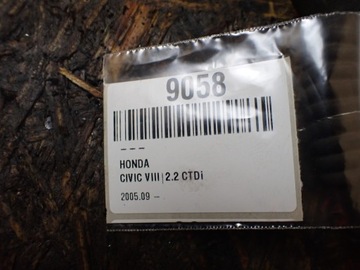 9058
---
HONDA
CIVIC VIII | 2.2 CTDi
2005.09 -